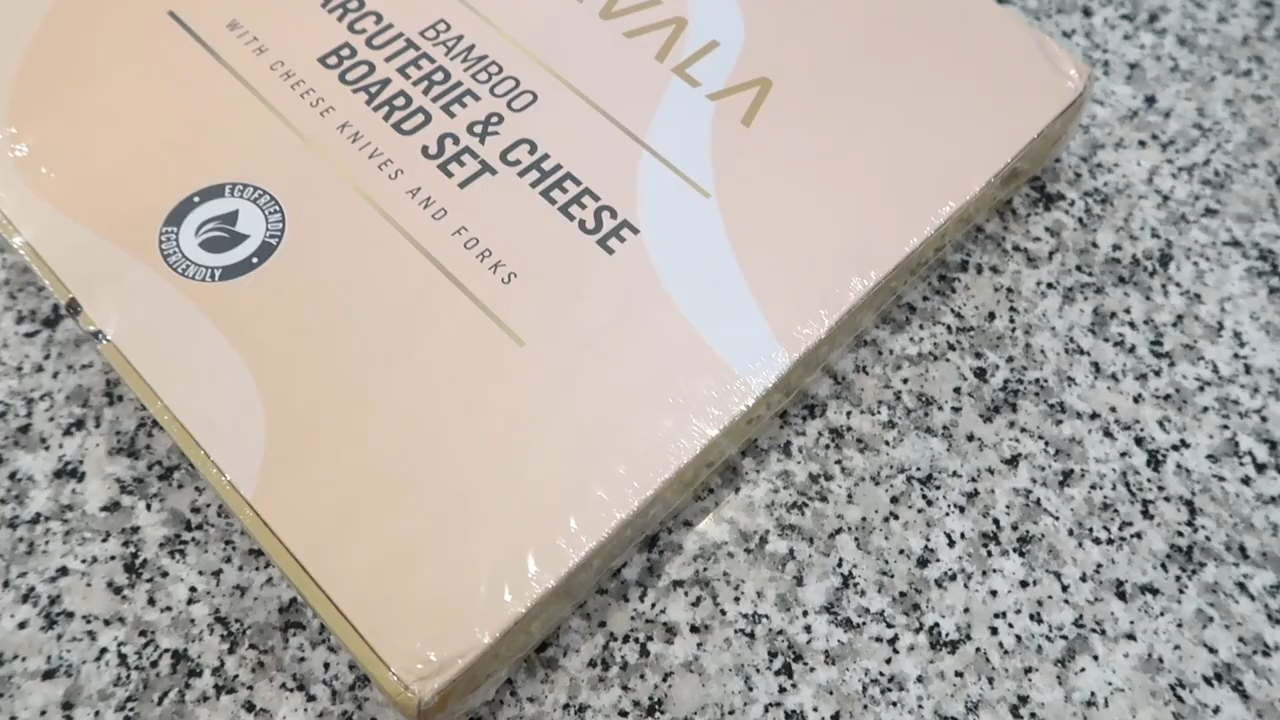 VALA
BAMBOO
ARCUTERIE & CHEESE
BOARD SET
WITH CHEESE KNIVES AND FORKS
ECOFRIENDLY
ECOFRIENDLY